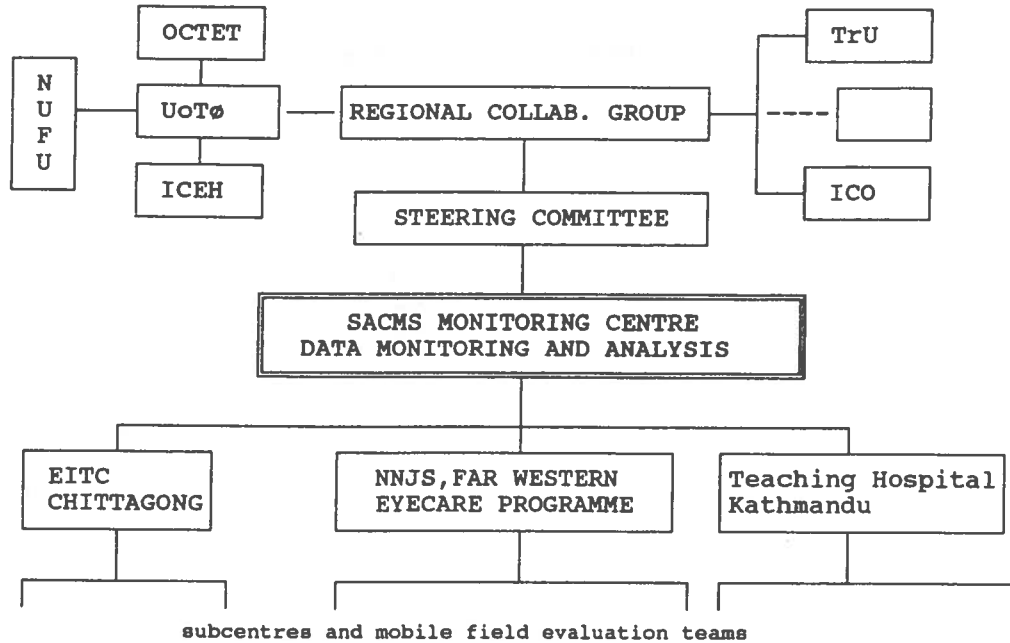 OCTET
TrU
N
U
F
U
UoTø
REGIONAL COLLAB. GROUP
ICEH
ICO
STEERING COMMITTEE
SACMS MONITORING CENTRE
DATA MONITORING AND ANALYSIS
EITC
CHITTAGONG
NNJS,FAR WESTERN
EYECARE PROGRAMME
Teaching Hospital
Kathmandu
subcentres and mobile field evaluation teams